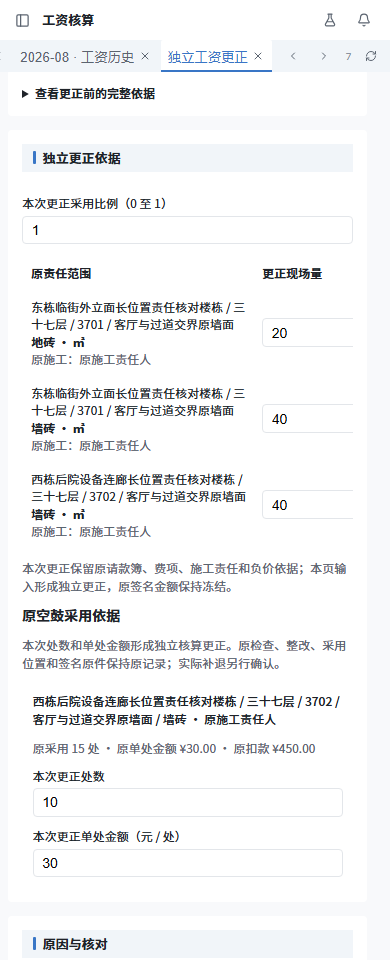 工资核算
2026-08 · 工资历史
独立工资更正
7
查看更正前的完整依据
独立更正依据
本次更正采用比例（0 至 1）
1
原责任范围
更正现场量
东栋临街外立面长位置责任核对楼栋 / 三
十七层 / 3701 / 客厅与过道交界原墙面
地砖 · ㎡
原施工：原施工责任人
20
东栋临街外立面长位置责任核对楼栋 / 三
十七层 / 3701 / 客厅与过道交界原墙面
墙砖 · ㎡
原施工：原施工责任人
40
西栋后院设备连廊长位置责任核对楼栋 /
三十七层 / 3702 / 客厅与过道交界原墙面
墙砖 · ㎡
原施工：原施工责任人
40
本次更正保留原请款簿、费项、施工责任和负价依据；本页输
入形成独立更正，原签名金额保持冻结。
原空鼓采用依据
本次处数和单处金额形成独立核算更正。原检查、整改、采用
位置和签名原件保持原记录；实际补退另行确认。
西栋后院设备连廊长位置责任核对楼栋 / 三十七层 / 3702 /
客厅与过道交界原墙面 / 墙砖 · 原施工责任人
原采用 15 处 · 原单处金额 ¥30.00 · 原扣款 ¥450.00
本次更正处数
10
本次更正单处金额（元 / 处）
30
原因与核对